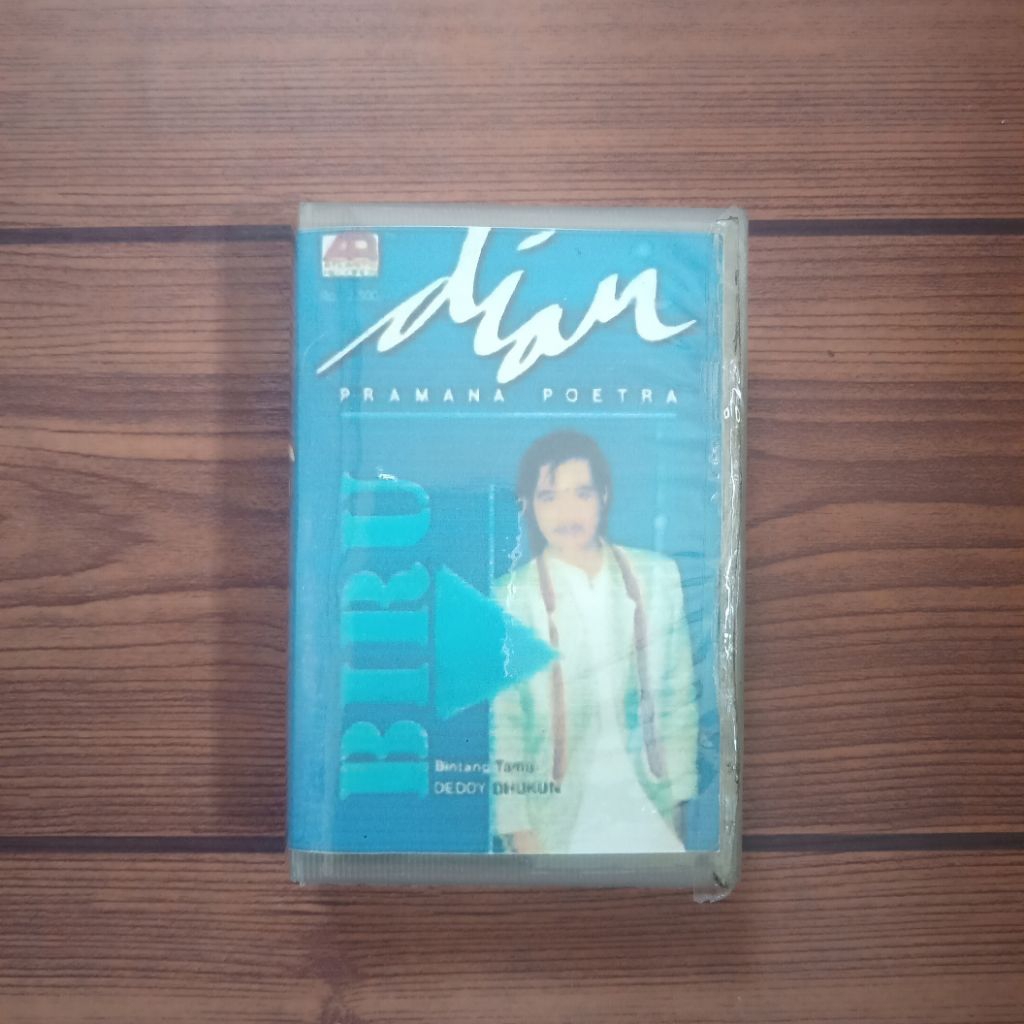 dian
PRAMANA POETRA
BIRU
Bintang Tamu
DEDDY DHUKUN